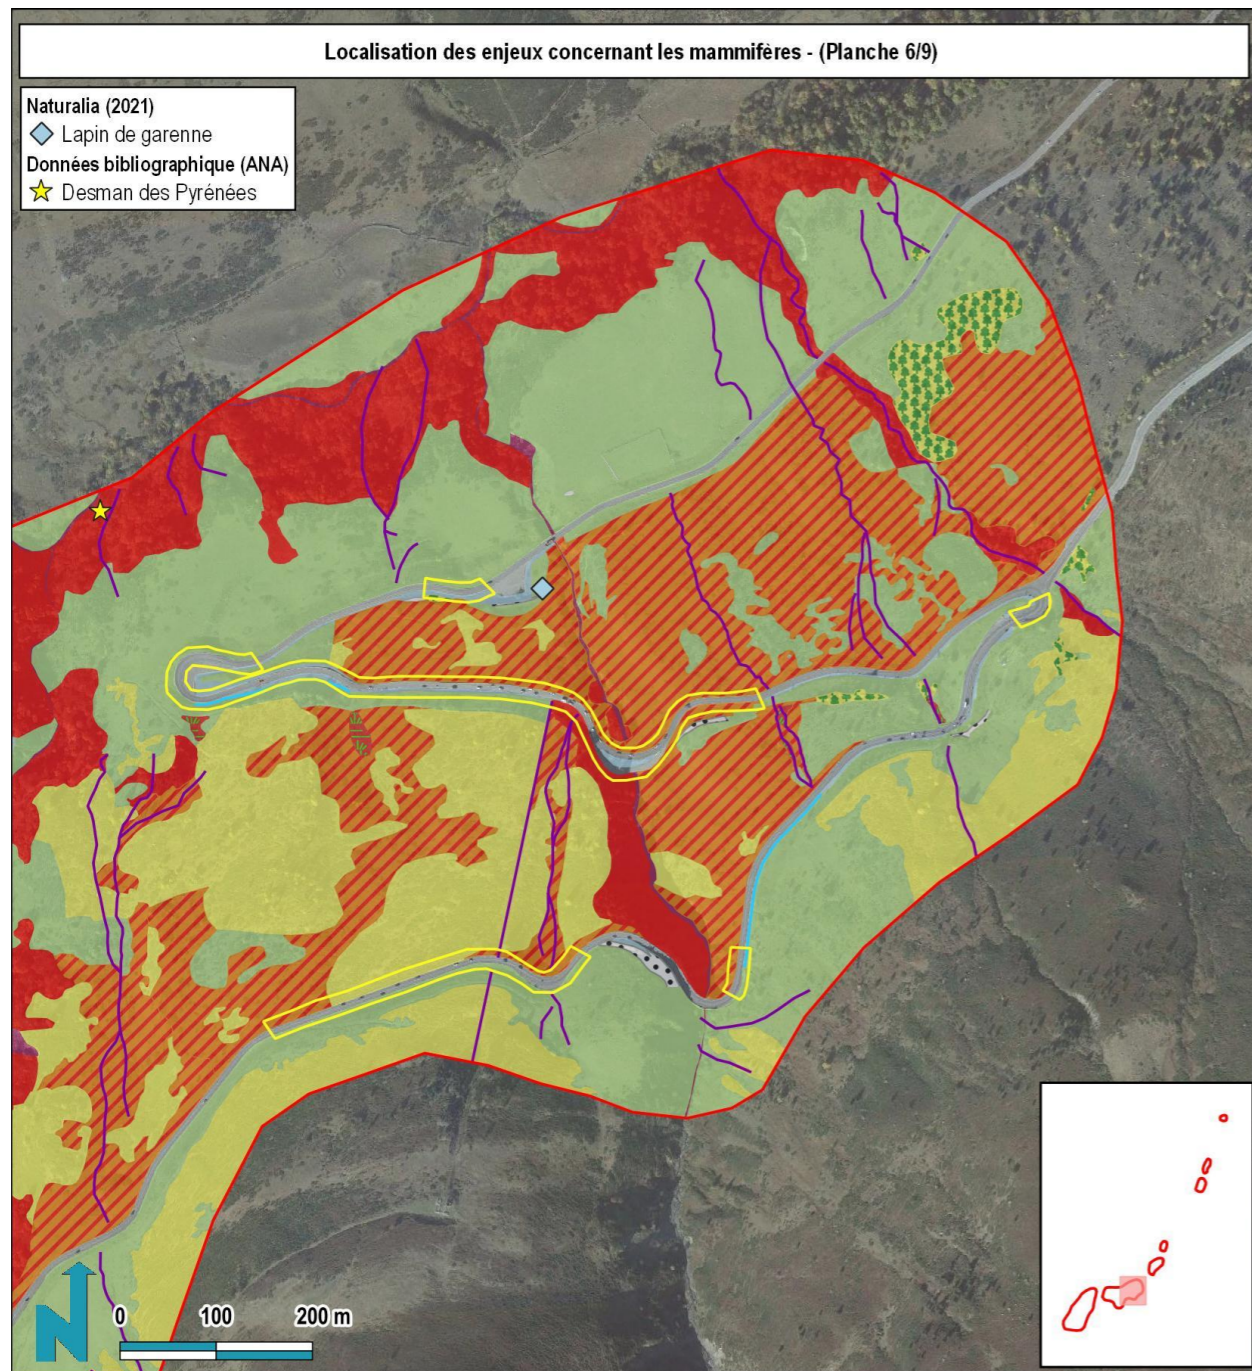 Localisation des enjeux concernant les mammifères - (Planche 6/9)
Naturalia (2021)
Lapin de garenne
Données bibliographique (ANA)
Desman des Pyrénées
N
0 100 200 m